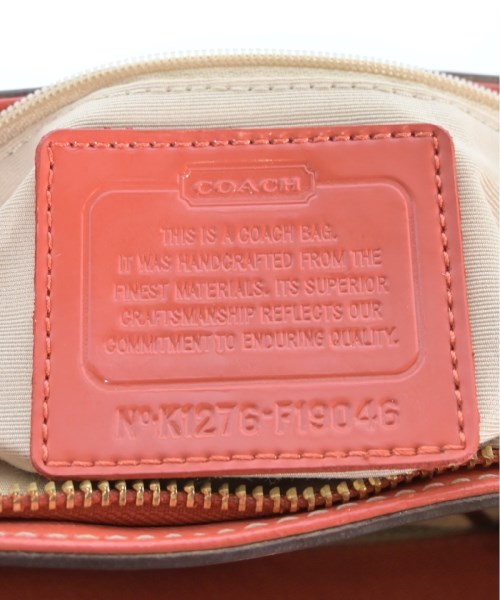 COACH
THIS IS A COACH BAG.
IT WAS HANDCRAFTED FROM THE
FINEST MATERIALS. ITS SUPERIOR
CRAFTSMANSHIP REFLECTS OUR
COMMITMENT TO ENDURING QUALITY.
No·K1276-F19046